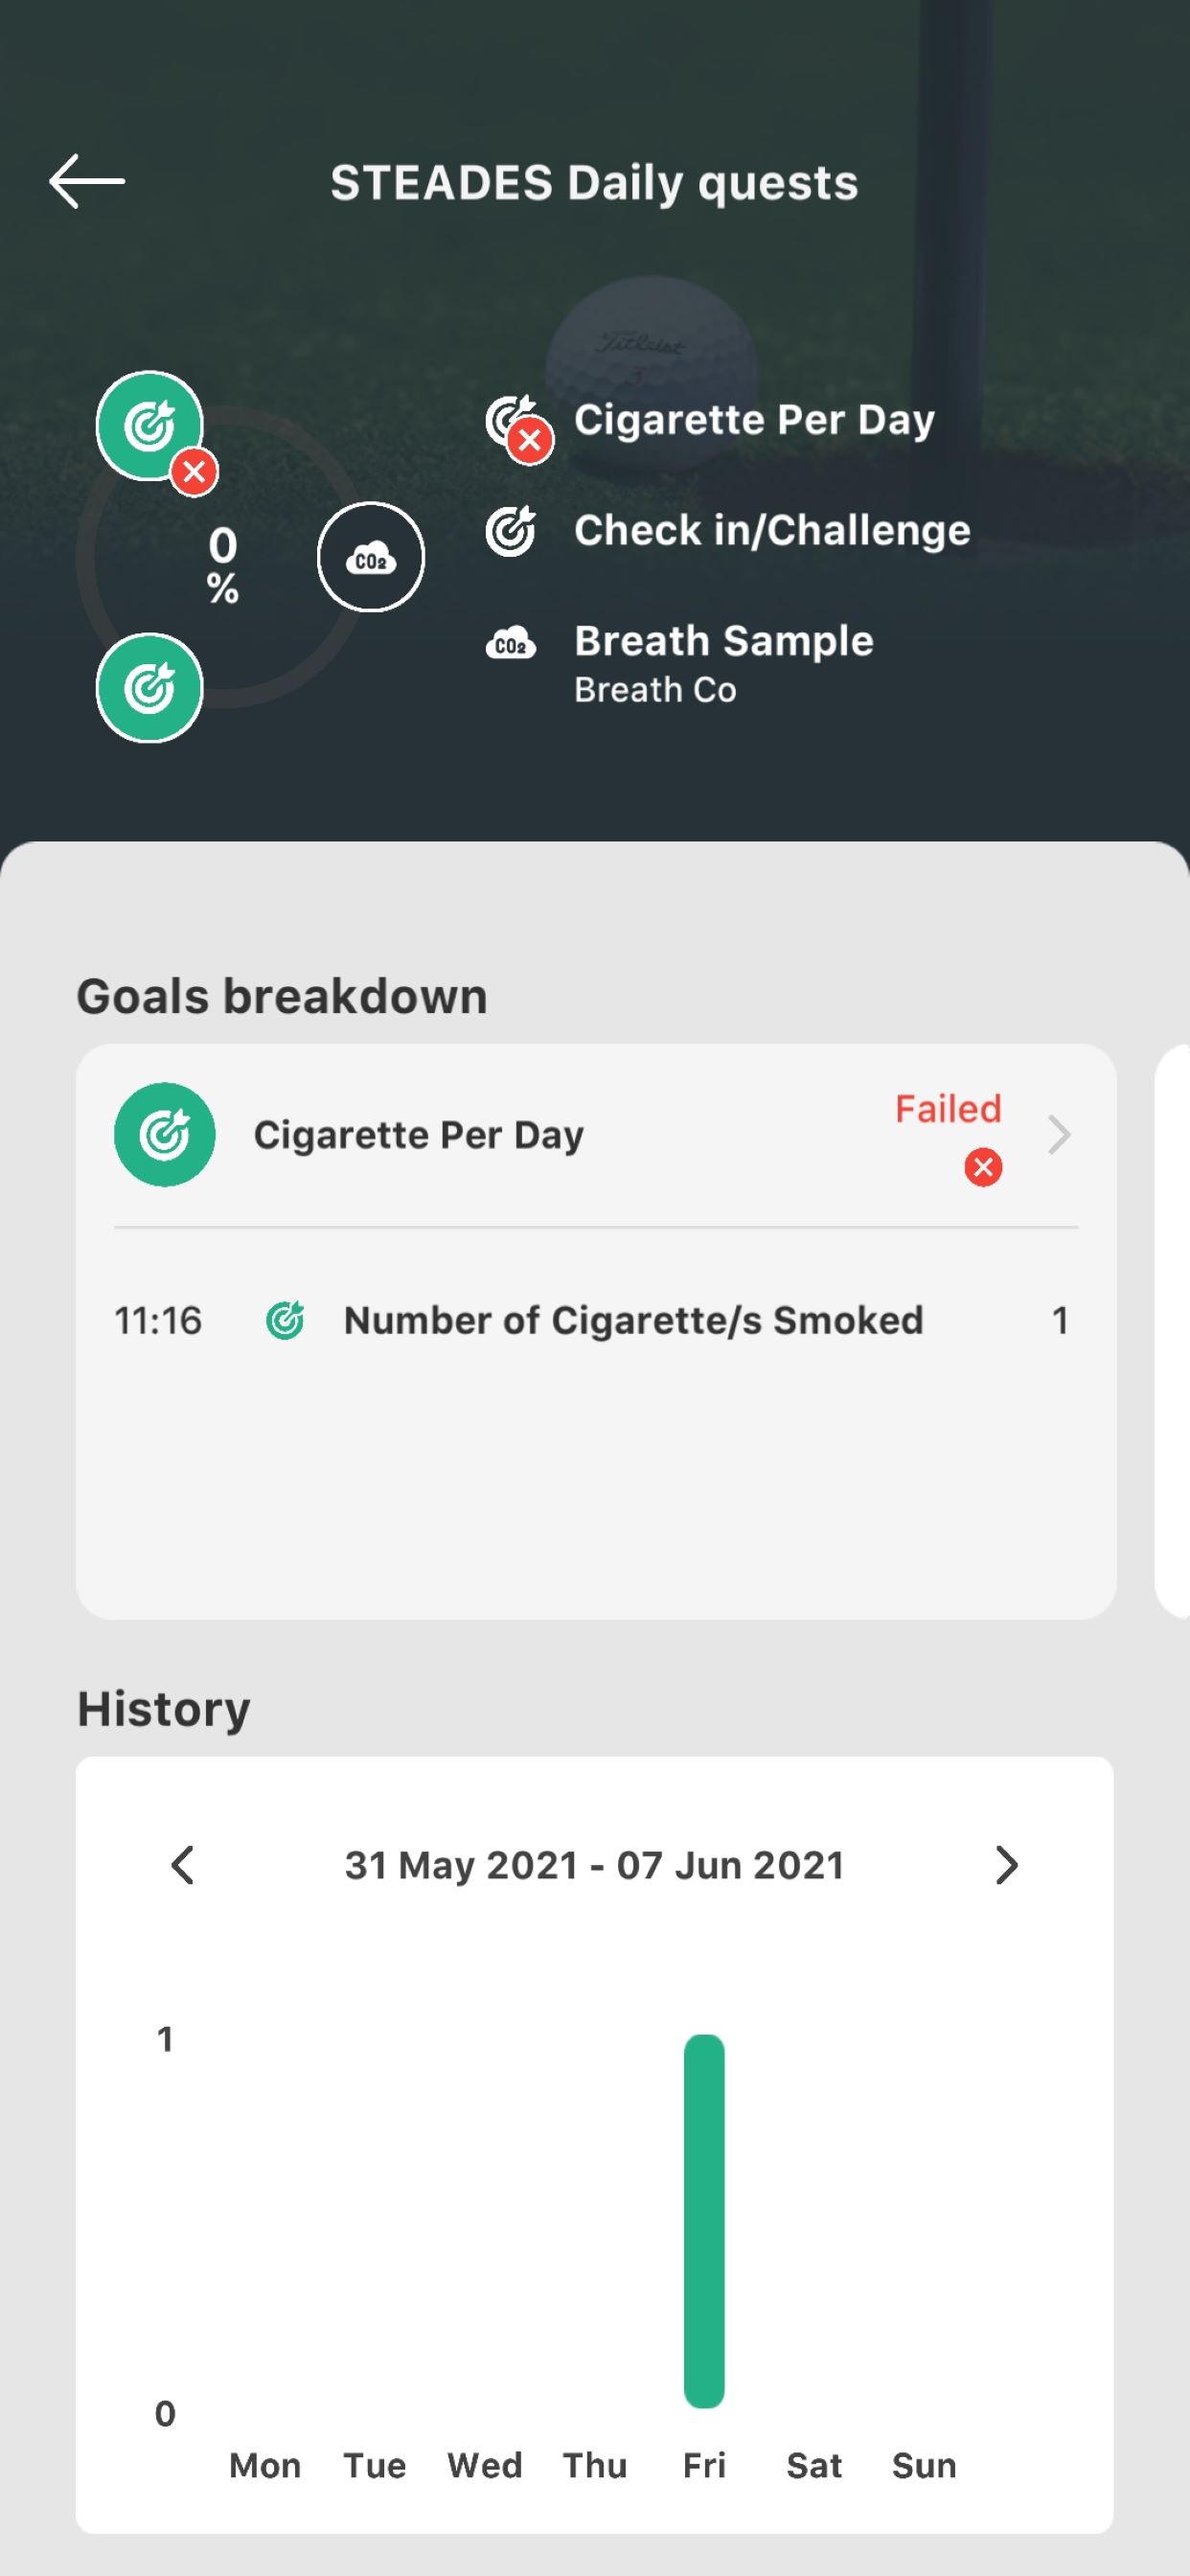 STEADES Daily quests
Titleist
3
Cigarette Per Day
0
%
Check in/Challenge
CO2
CO2
Breath Sample
Breath Co
Goals breakdown
Cigarette Per Day
Failed
11:16
Number of Cigarette/s Smoked
1
History
31 May 2021 - 07 Jun 2021
1
0
Mon Tue Wed Thu Fri Sat Sun